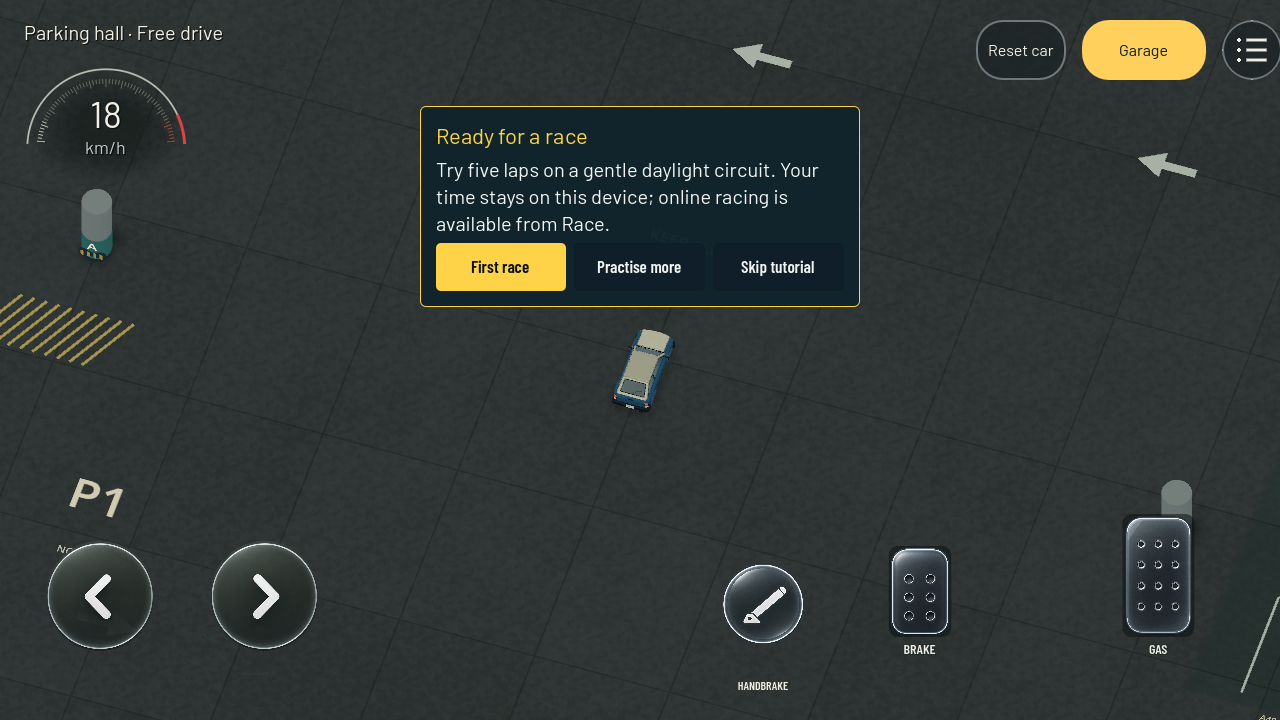 Parking hall · Free drive
Reset car
Garage
18
km/h
Ready for a race
Try five laps on a gentle daylight circuit. Your
time stays on this device; online racing is
available from Race.
First race
Practise more
Skip tutorial
A
P1
BRAKE
GAS
HANDBRAKE